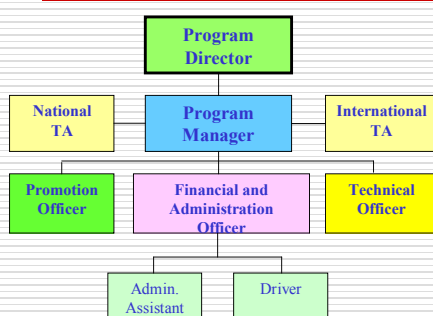 Program
Director
National
TA
Program
Manager
International
TA
Promotion
Officer
Financial and
Administration
Officer
Technical
Officer
Admin.
Assistant
Driver